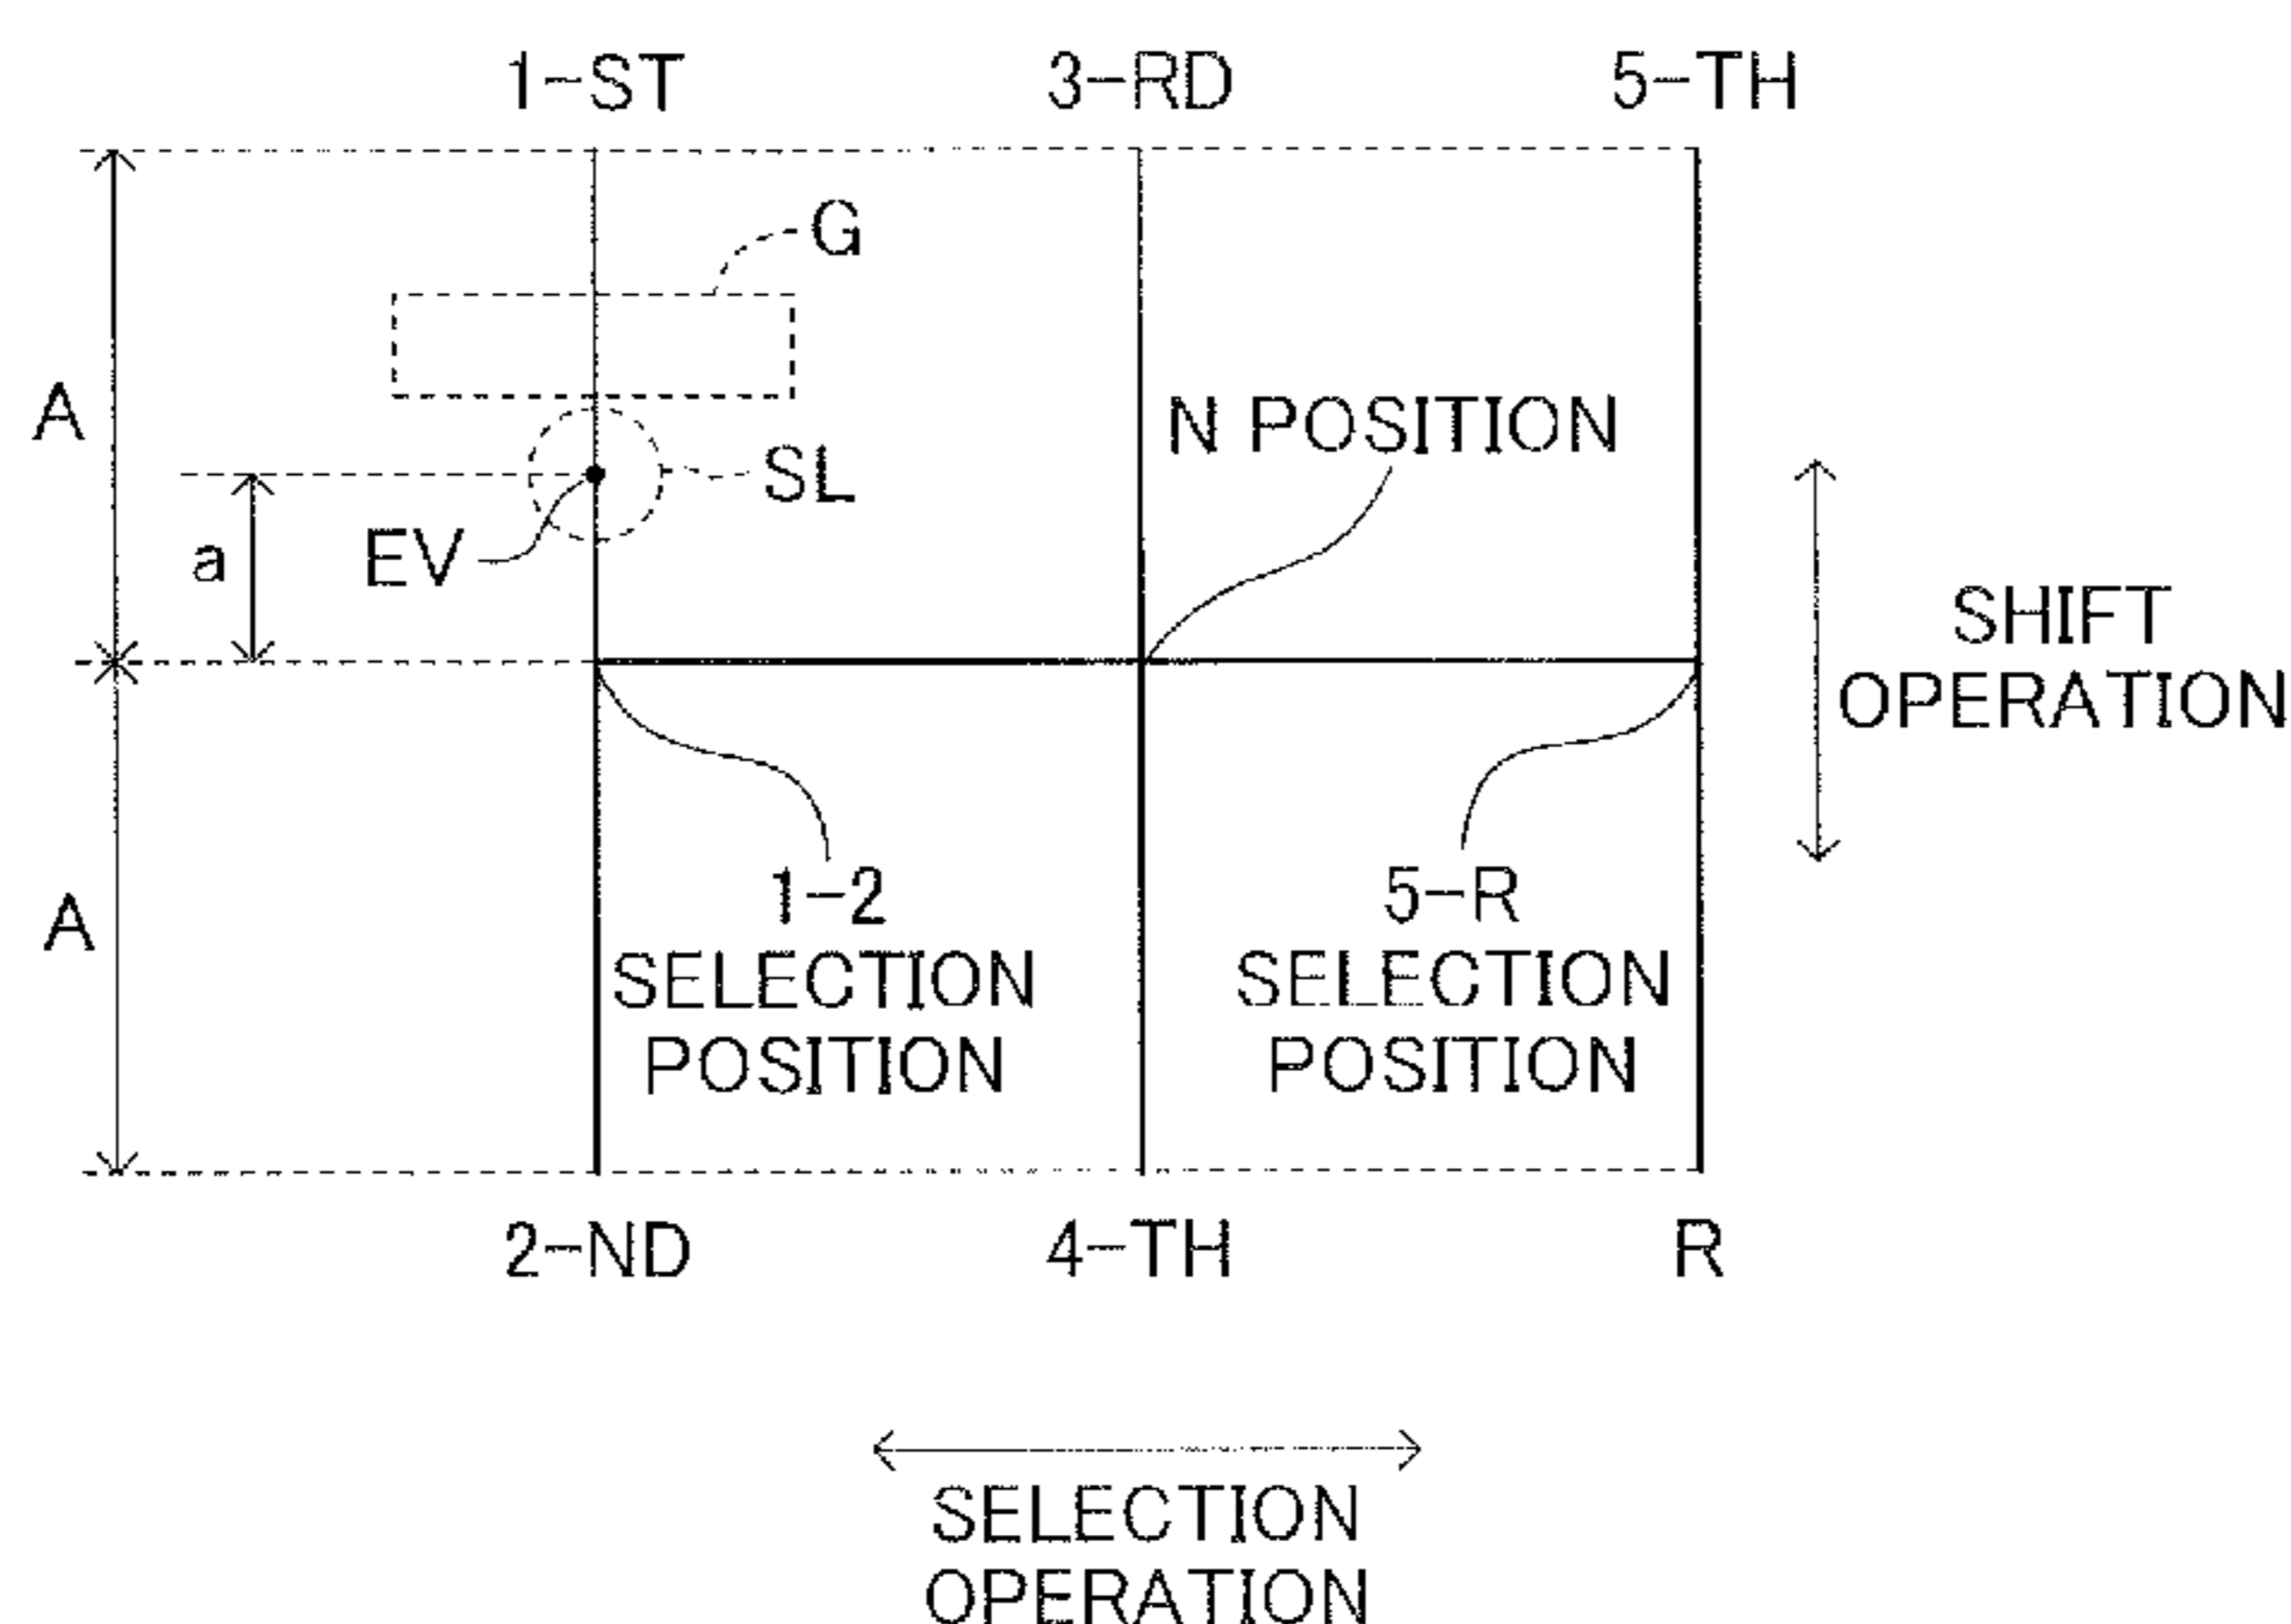 1-ST
3-RD
5-TH
G
A
N POSITION
SL
EV
a
SHIFT
OPERATION
A
1-2
SELECTION
POSITION
5-R
SELECTION
POSITION
2-ND
4-TH
R
SELECTION
OPERATION